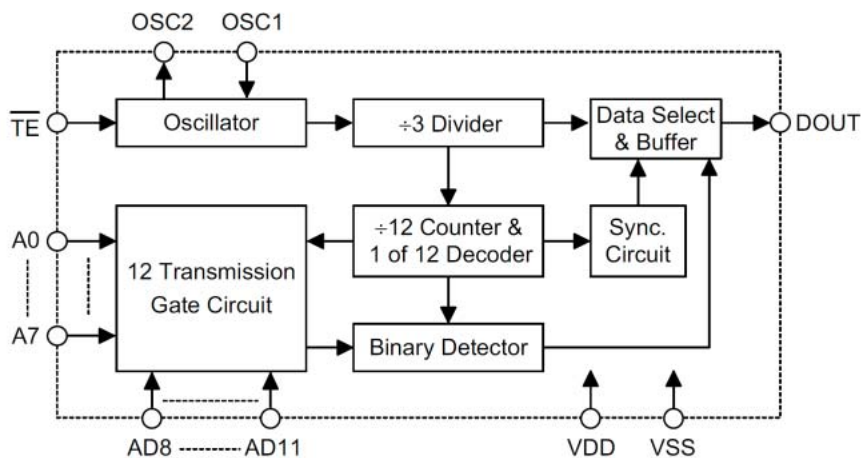 OSC2 OSC1
T̅E̅
Oscillator
÷3 Divider
Data Select
& Buffer
DOUT
A0
A7
12 Transmission
Gate Circuit
÷12 Counter &
1 of 12 Decoder
Sync.
Circuit
Binary Detector
AD8 AD11
VDD VSS